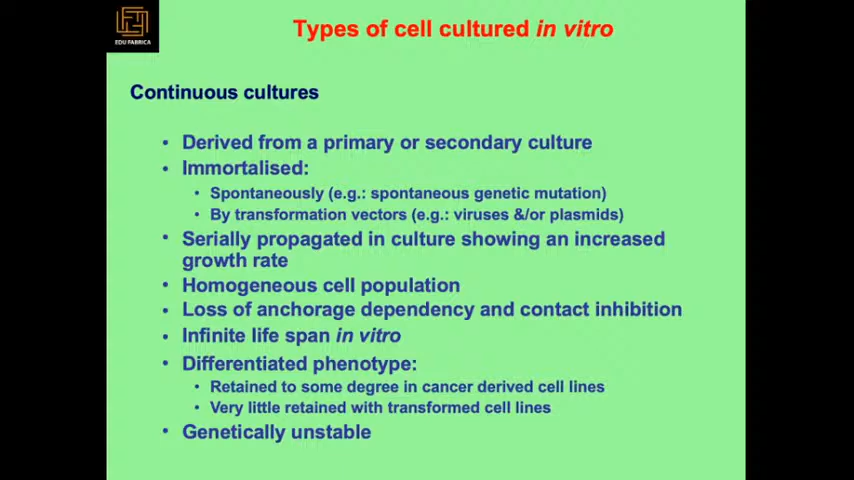 EDU FABRICA
Types of cell cultured in vitro
Continuous cultures
• Derived from a primary or secondary culture
• Immortalised:
• Spontaneously (e.g.: spontaneous genetic mutation)
• By transformation vectors (e.g.: viruses &/or plasmids)
• Serially propagated in culture showing an increased
growth rate
• Homogeneous cell population
• Loss of anchorage dependency and contact inhibition
• Infinite life span in vitro
• Differentiated phenotype:
• Retained to some degree in cancer derived cell lines
• Very little retained with transformed cell lines
• Genetically unstable